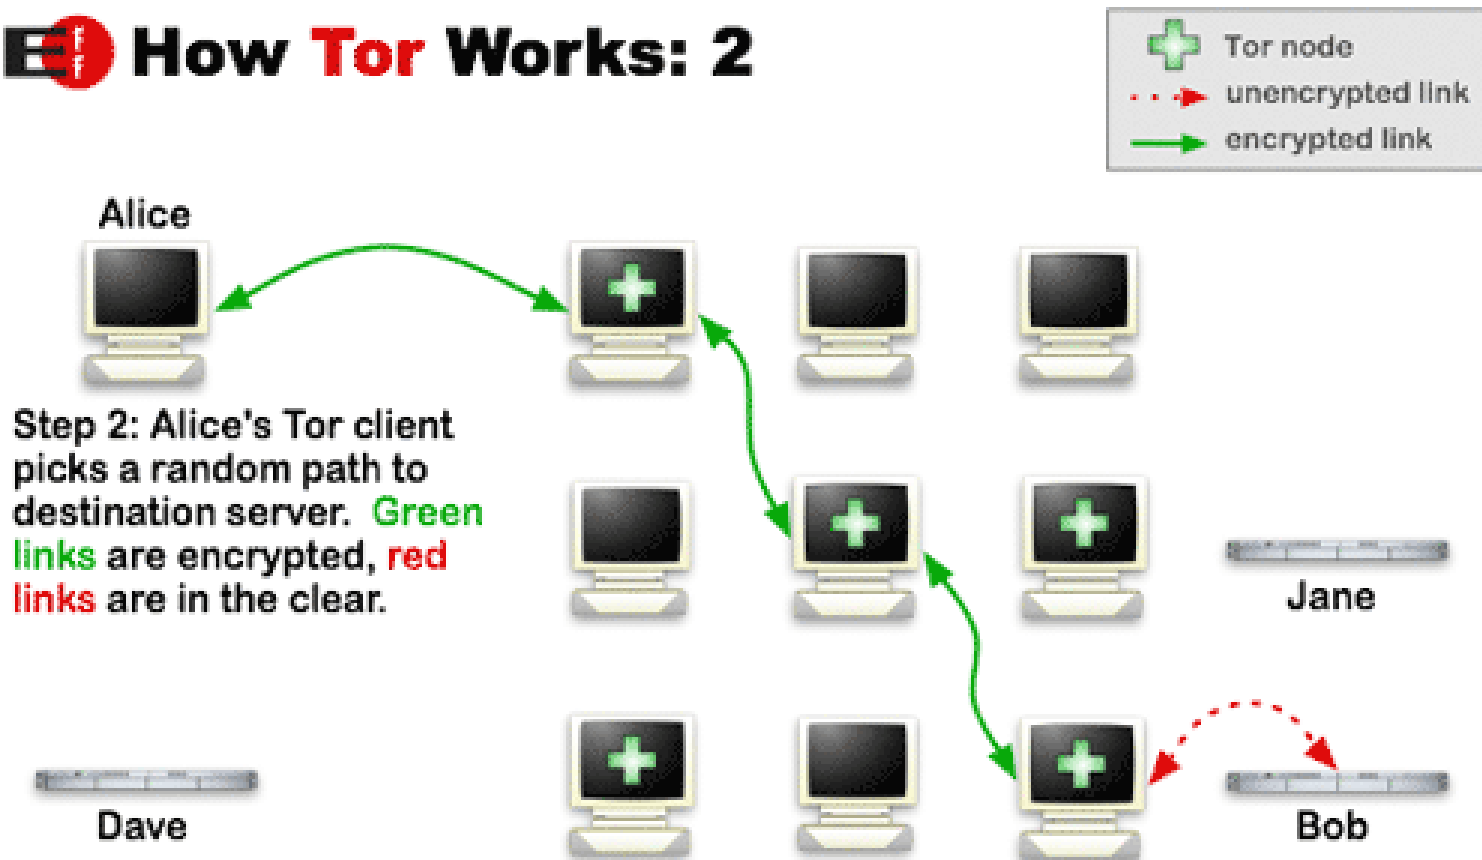 EFF How Tor Works: 2
Tor node
unencrypted link
encrypted link
Alice
Step 2: Alice's Tor client
picks a random path to
destination server. Green
links are encrypted, red
links are in the clear.
Jane
Dave
Bob